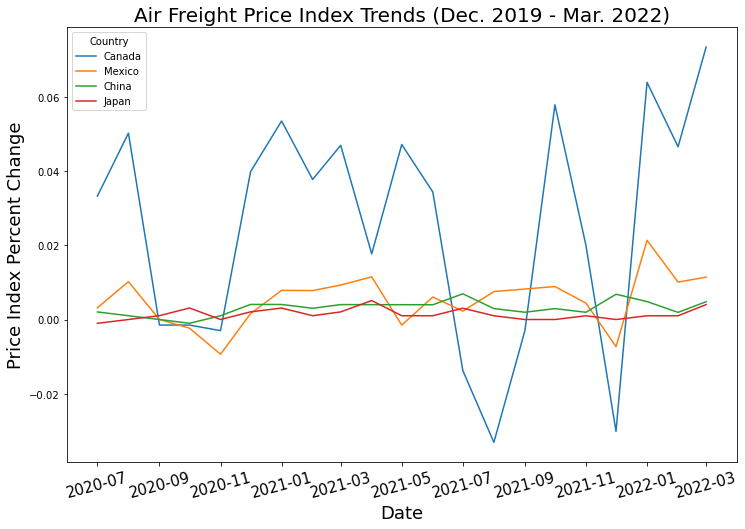 Air Freight Price Index Trends (Dec. 2019 - Mar. 2022)
Country
Canada
Mexico
China
Japan
Price Index Percent Change
0.06
0.04
0.02
0.00
−0.02
2020-07
2020-09
2020-11
2021-01
2021-03
2021-05
2021-07
2021-09
2021-11
2022-01
2022-03
Date